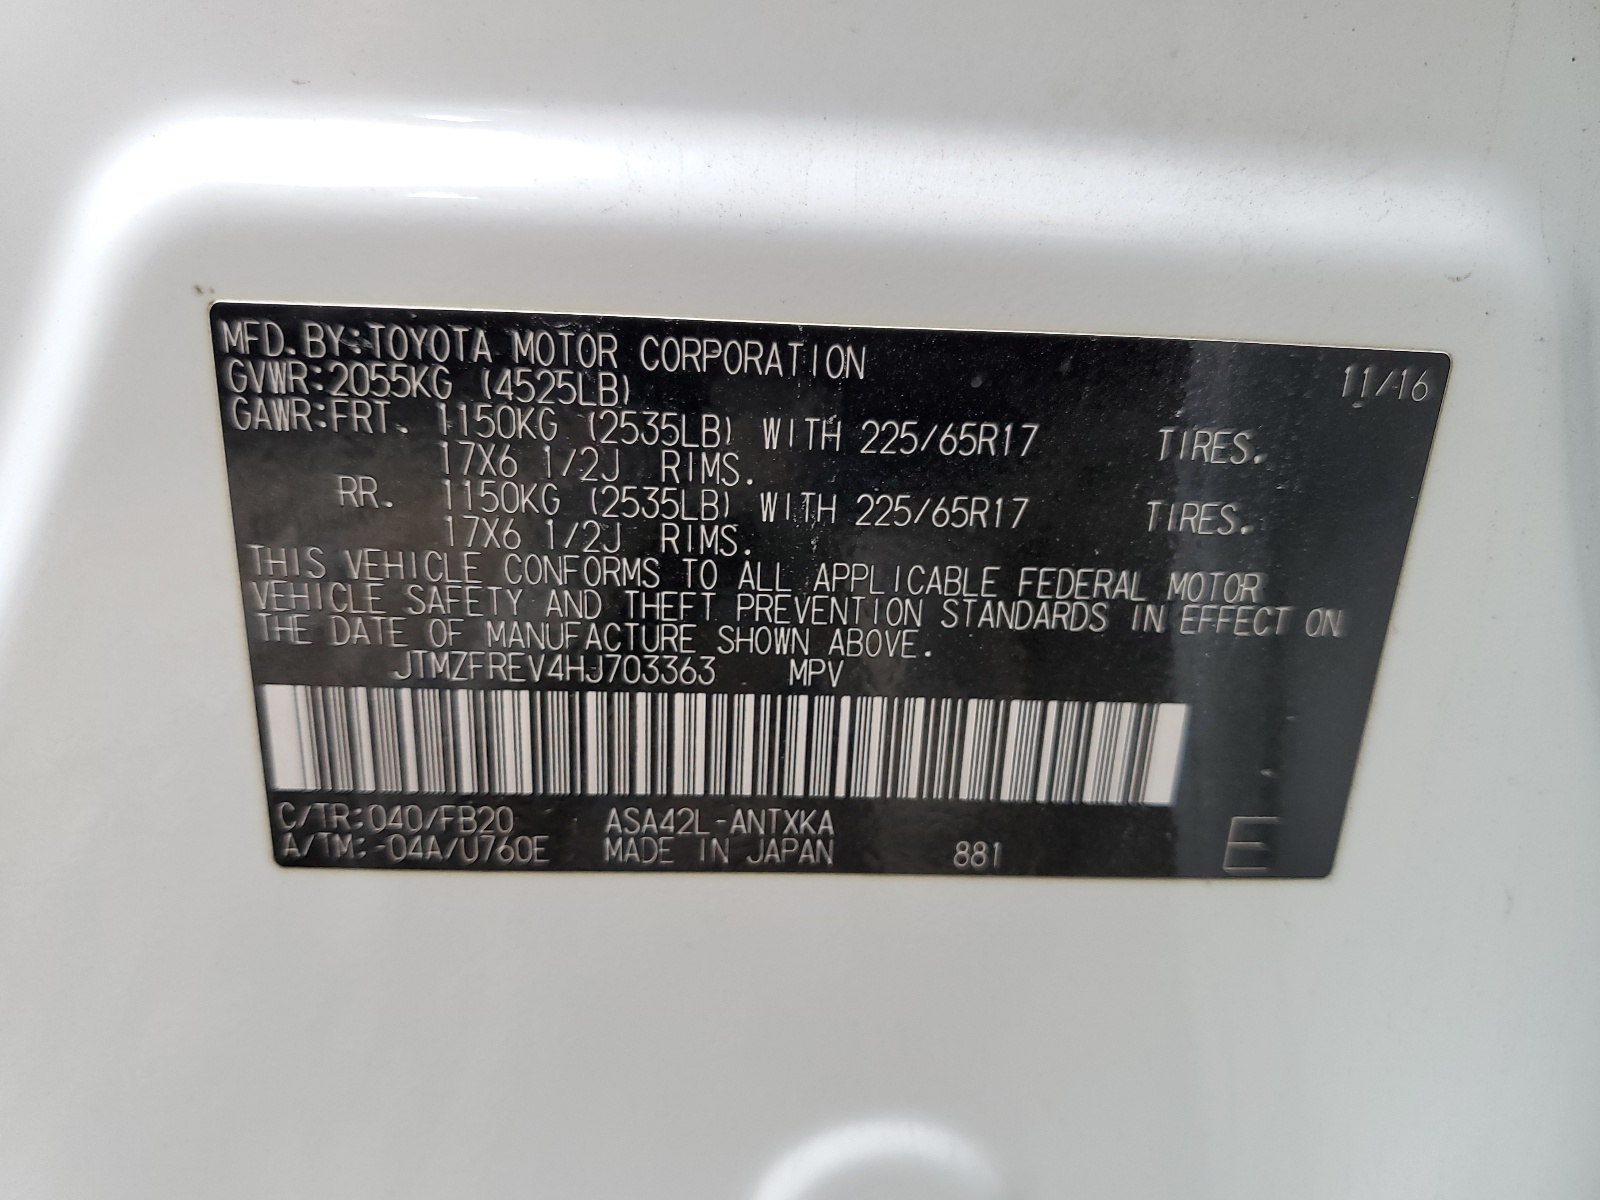 MFD. BY: TOYOTA MOTOR CORPORATION 11/16
GVWR: 2055KG (4525LB)
GAWR: FRT. 1150KG (2535LB) WITH 225/65R17 TIRES.
17X6 1/2J RIMS.
RR. 1150KG (2535LB) WITH 225/65R17 TIRES.
17X6 1/2J RIMS.
THIS VEHICLE CONFORMS TO ALL APPLICABLE FEDERAL MOTOR
VEHICLE SAFETY AND THEFT PREVENTION STANDARDS IN EFFECT ON
THE DATE OF MANUFACTURE SHOWN ABOVE.
JTMZFREV4HJ703363 MPV
C/TR: 040/FB20 ASA42L-ANTXKA
A/TM: -04A/U760E MADE IN JAPAN 881 E